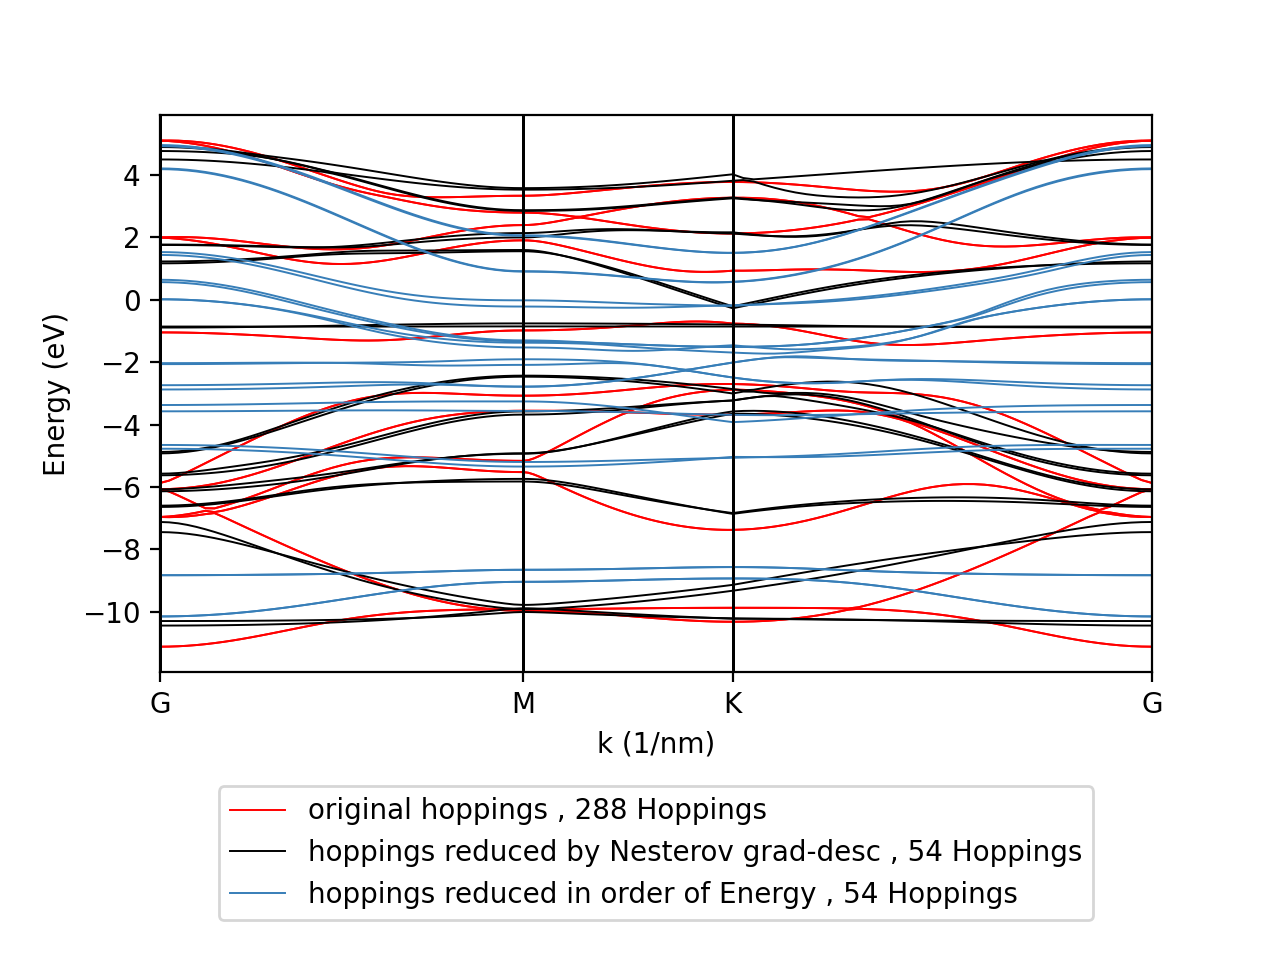 Energy (eV)
4
2
0
−2
−4
−6
−8
−10
G M K G
k (1/nm)
original hoppings , 288 Hoppings
hoppings reduced by Nesterov grad-desc , 54 Hoppings
hoppings reduced in order of Energy , 54 Hoppings